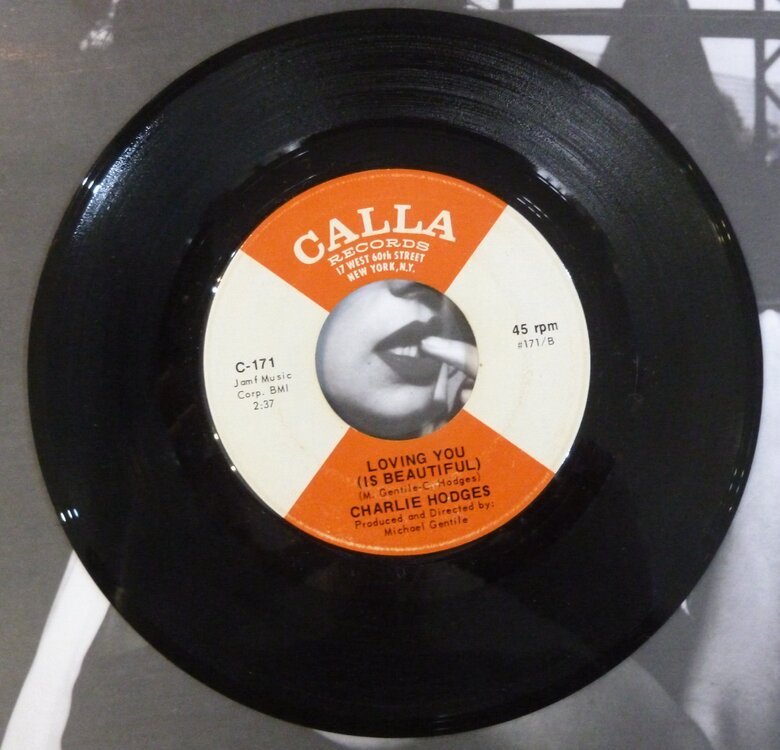 CALLA
RECORDS
17 WEST 60th STREET
NEW YORK, N.Y.
45 rpm
#171/B
C-171
Jamf Music
Corp. BMI
2:37
LOVING YOU
(IS BEAUTIFUL)
(M. Gentile-C. Hodges)
CHARLIE HODGES
Produced and Directed by:
Michael Gentile